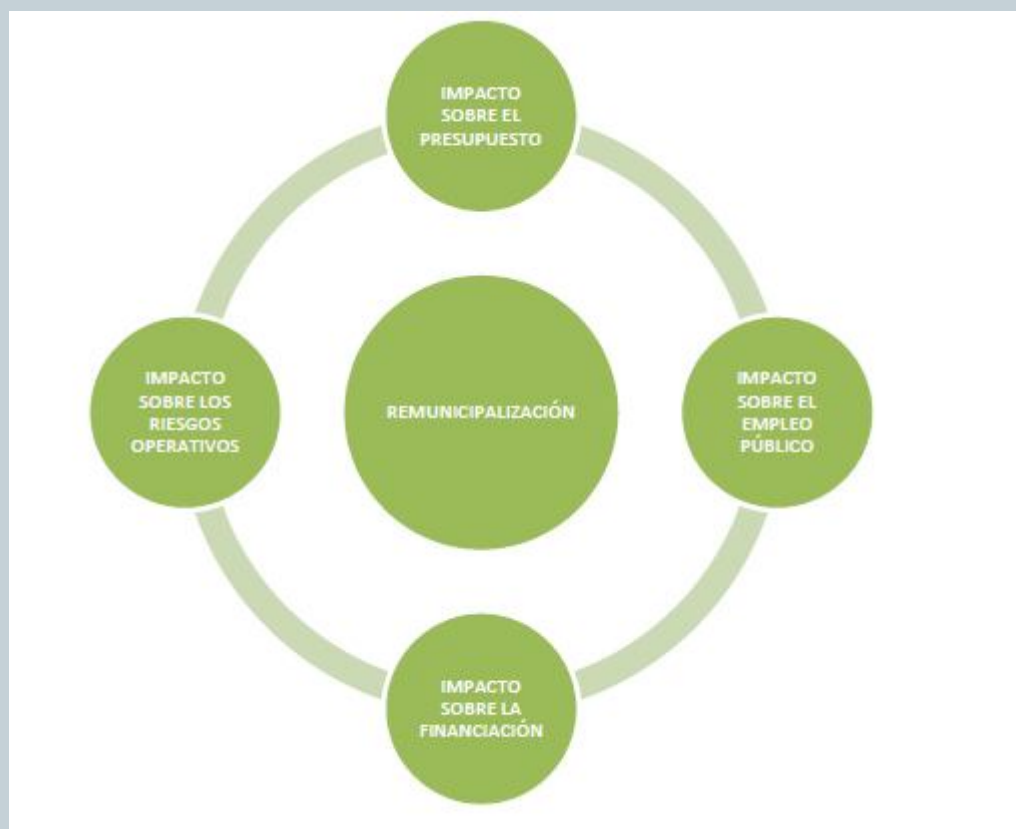 IMPACTO
SOBRE EL
PRESUPUESTO
IMPACTO
SOBRE LOS
RIESGOS
OPERATIVOS
REMUNICIPALIZACIÓN
IMPACTO
SOBRE EL
EMPLEO
PÚBLICO
IMPACTO
SOBRE LA
FINANCIACIÓN